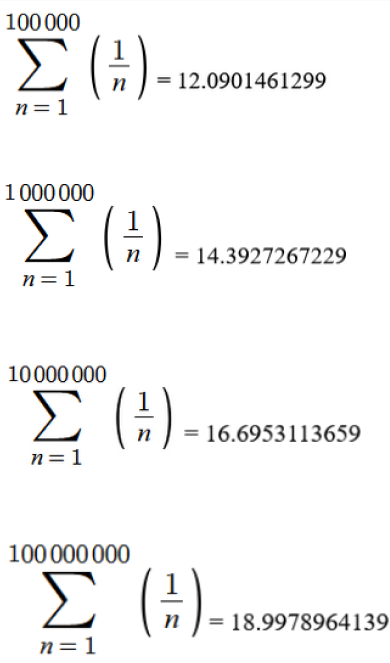 100 000
∑ (1/n) = 12.0901461299
n = 1
1 000 000
∑ (1/n) = 14.3927267229
n = 1
10 000 000
∑ (1/n) = 16.6953113659
n = 1
100 000 000
∑ (1/n) = 18.9978964139
n = 1